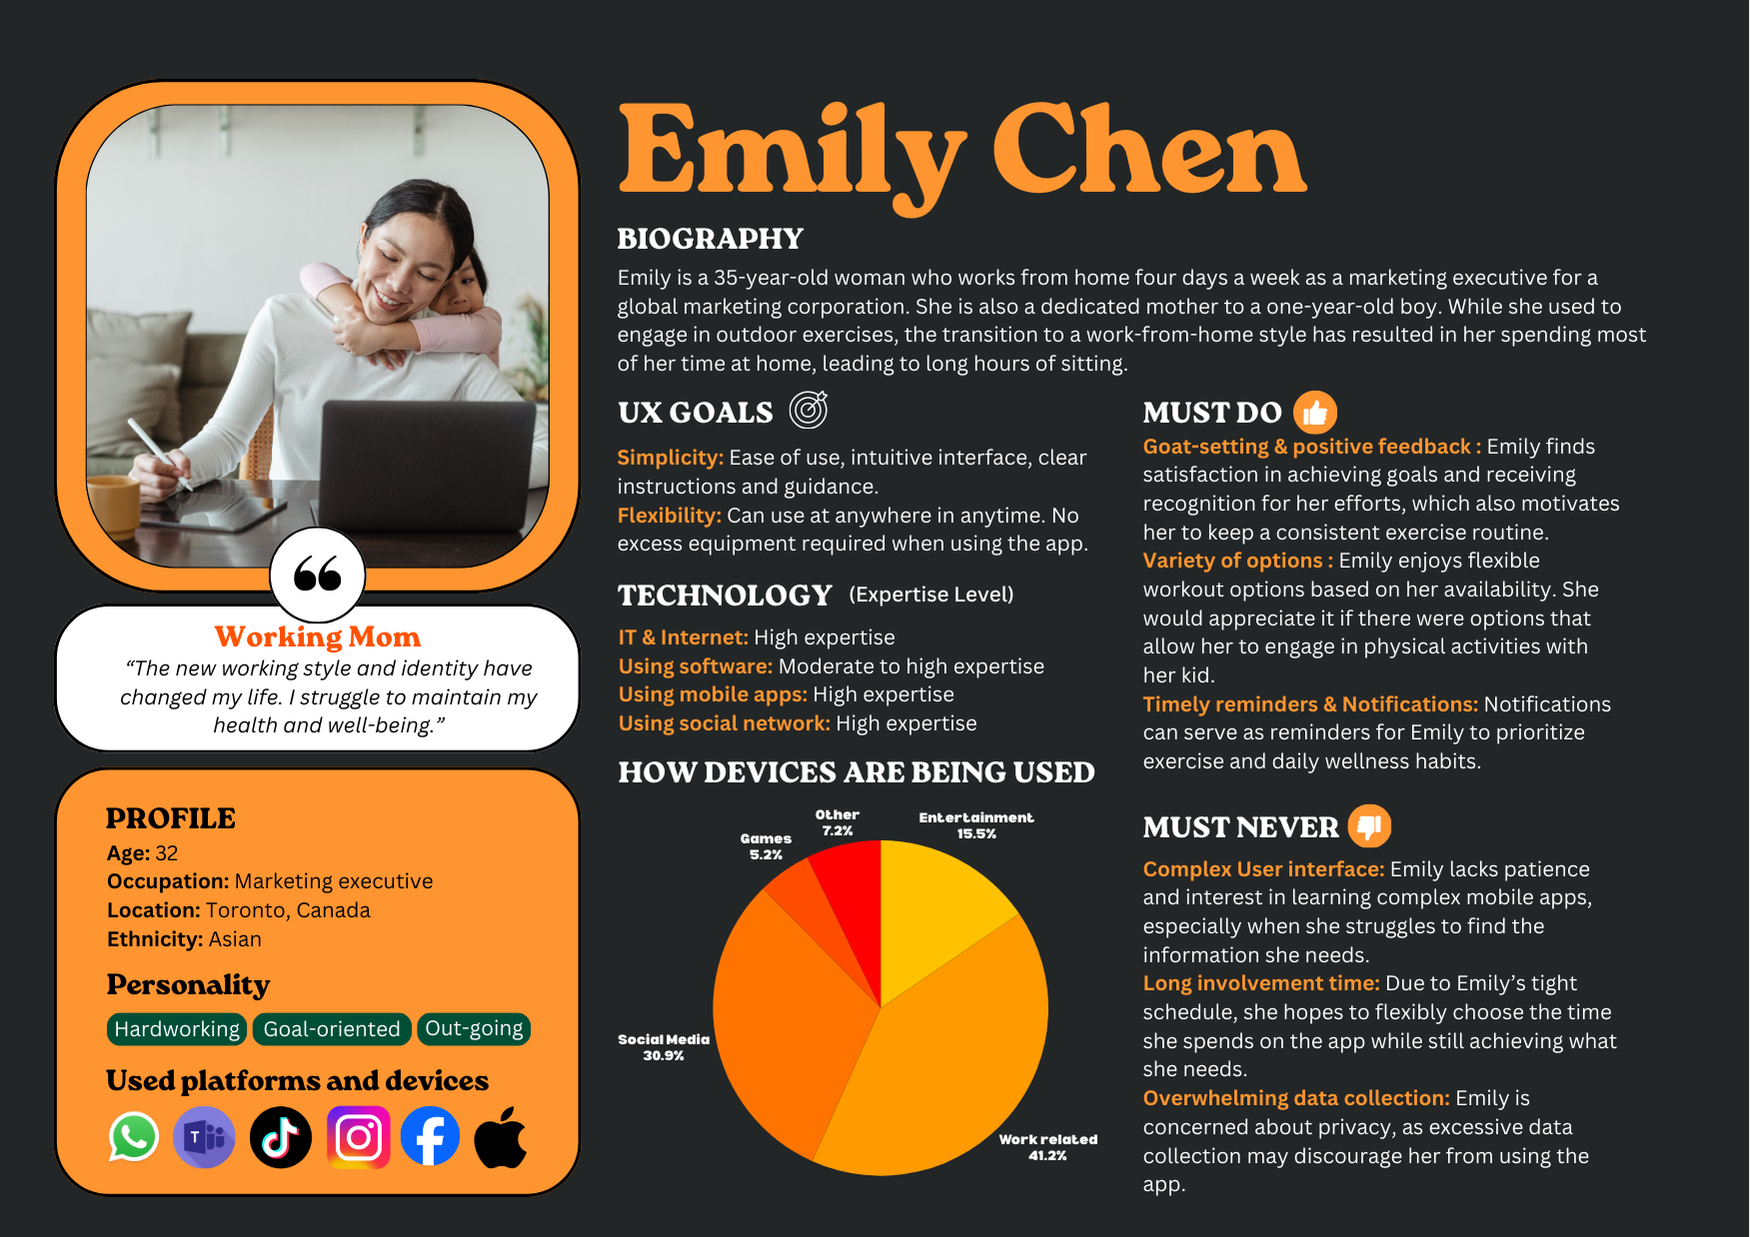 Emily Chen
BIOGRAPHY
Emily is a 35-year-old woman who works from home four days a week as a marketing executive for a
global marketing corporation. She is also a dedicated mother to a one-year-old boy. While she used to
engage in outdoor exercises, the transition to a work-from-home style has resulted in her spending most
of her time at home, leading to long hours of sitting.
“
Working Mom
“The new working style and identity have
changed my life. I struggle to maintain my
health and well-being.”
PROFILE
Age: 32
Occupation: Marketing executive
Location: Toronto, Canada
Ethnicity: Asian
Personality
Hardworking
Goal-oriented
Out-going
Used platforms and devices
T
UX GOALS
Simplicity: Ease of use, intuitive interface, clear
instructions and guidance.
Flexibility: Can use at anywhere in anytime. No
excess equipment required when using the app.
TECHNOLOGY (Expertise Level)
IT & Internet: High expertise
Using software: Moderate to high expertise
Using mobile apps: High expertise
Using social network: High expertise
HOW DEVICES ARE BEING USED
Other
7.2%
Entertainment
15.5%
Games
5.2%
Social Media
30.9%
Work related
41.2%
MUST DO
Goat-setting & positive feedback : Emily finds
satisfaction in achieving goals and receiving
recognition for her efforts, which also motivates
her to keep a consistent exercise routine.
Variety of options : Emily enjoys flexible
workout options based on her availability. She
would appreciate it if there were options that
allow her to engage in physical activities with
her kid.
Timely reminders & Notifications: Notifications
can serve as reminders for Emily to prioritize
exercise and daily wellness habits.
MUST NEVER
Complex User interface: Emily lacks patience
and interest in learning complex mobile apps,
especially when she struggles to find the
information she needs.
Long involvement time: Due to Emily’s tight
schedule, she hopes to flexibly choose the time
she spends on the app while still achieving what
she needs.
Overwhelming data collection: Emily is
concerned about privacy, as excessive data
collection may discourage her from using the
app.